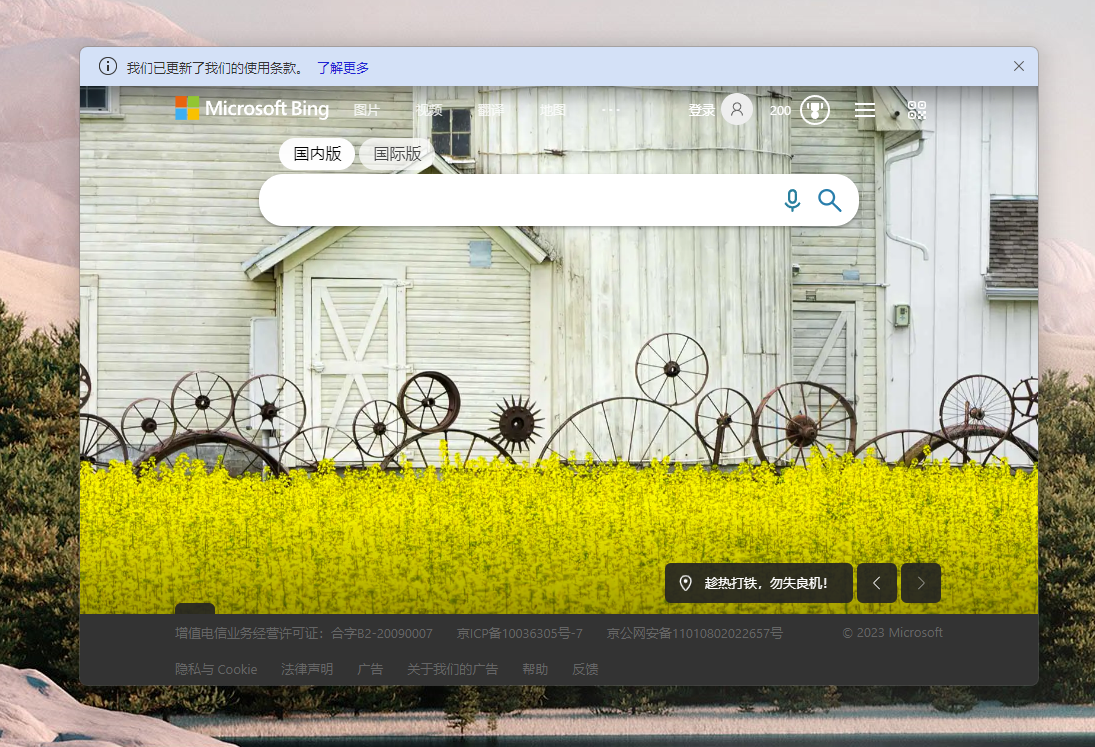 我们已更新了我们的使用条款。 了解更多
Microsoft Bing 图片 视频 翻译 地图 ··· 登录 200
国内版 国际版
趁热打铁，勿失良机！
增值电信业务经营许可证：合字B2-20090007 京ICP备10036305号-7 京公网安备11010802022657号 © 2023 Microsoft
隐私与 Cookie 法律声明 广告 关于我们的广告 帮助 反馈